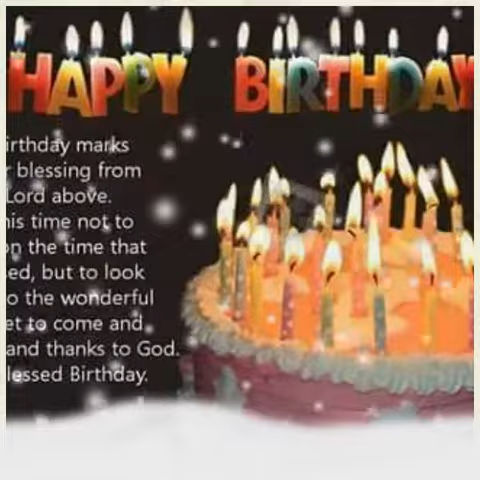 HAPPY BIRTHDAY
irthday marks
r blessing from
Lord above.
his time not to
on the time that
ed, but to look
o the wonderful
et to come and
and thanks to God.
lessed Birthday.